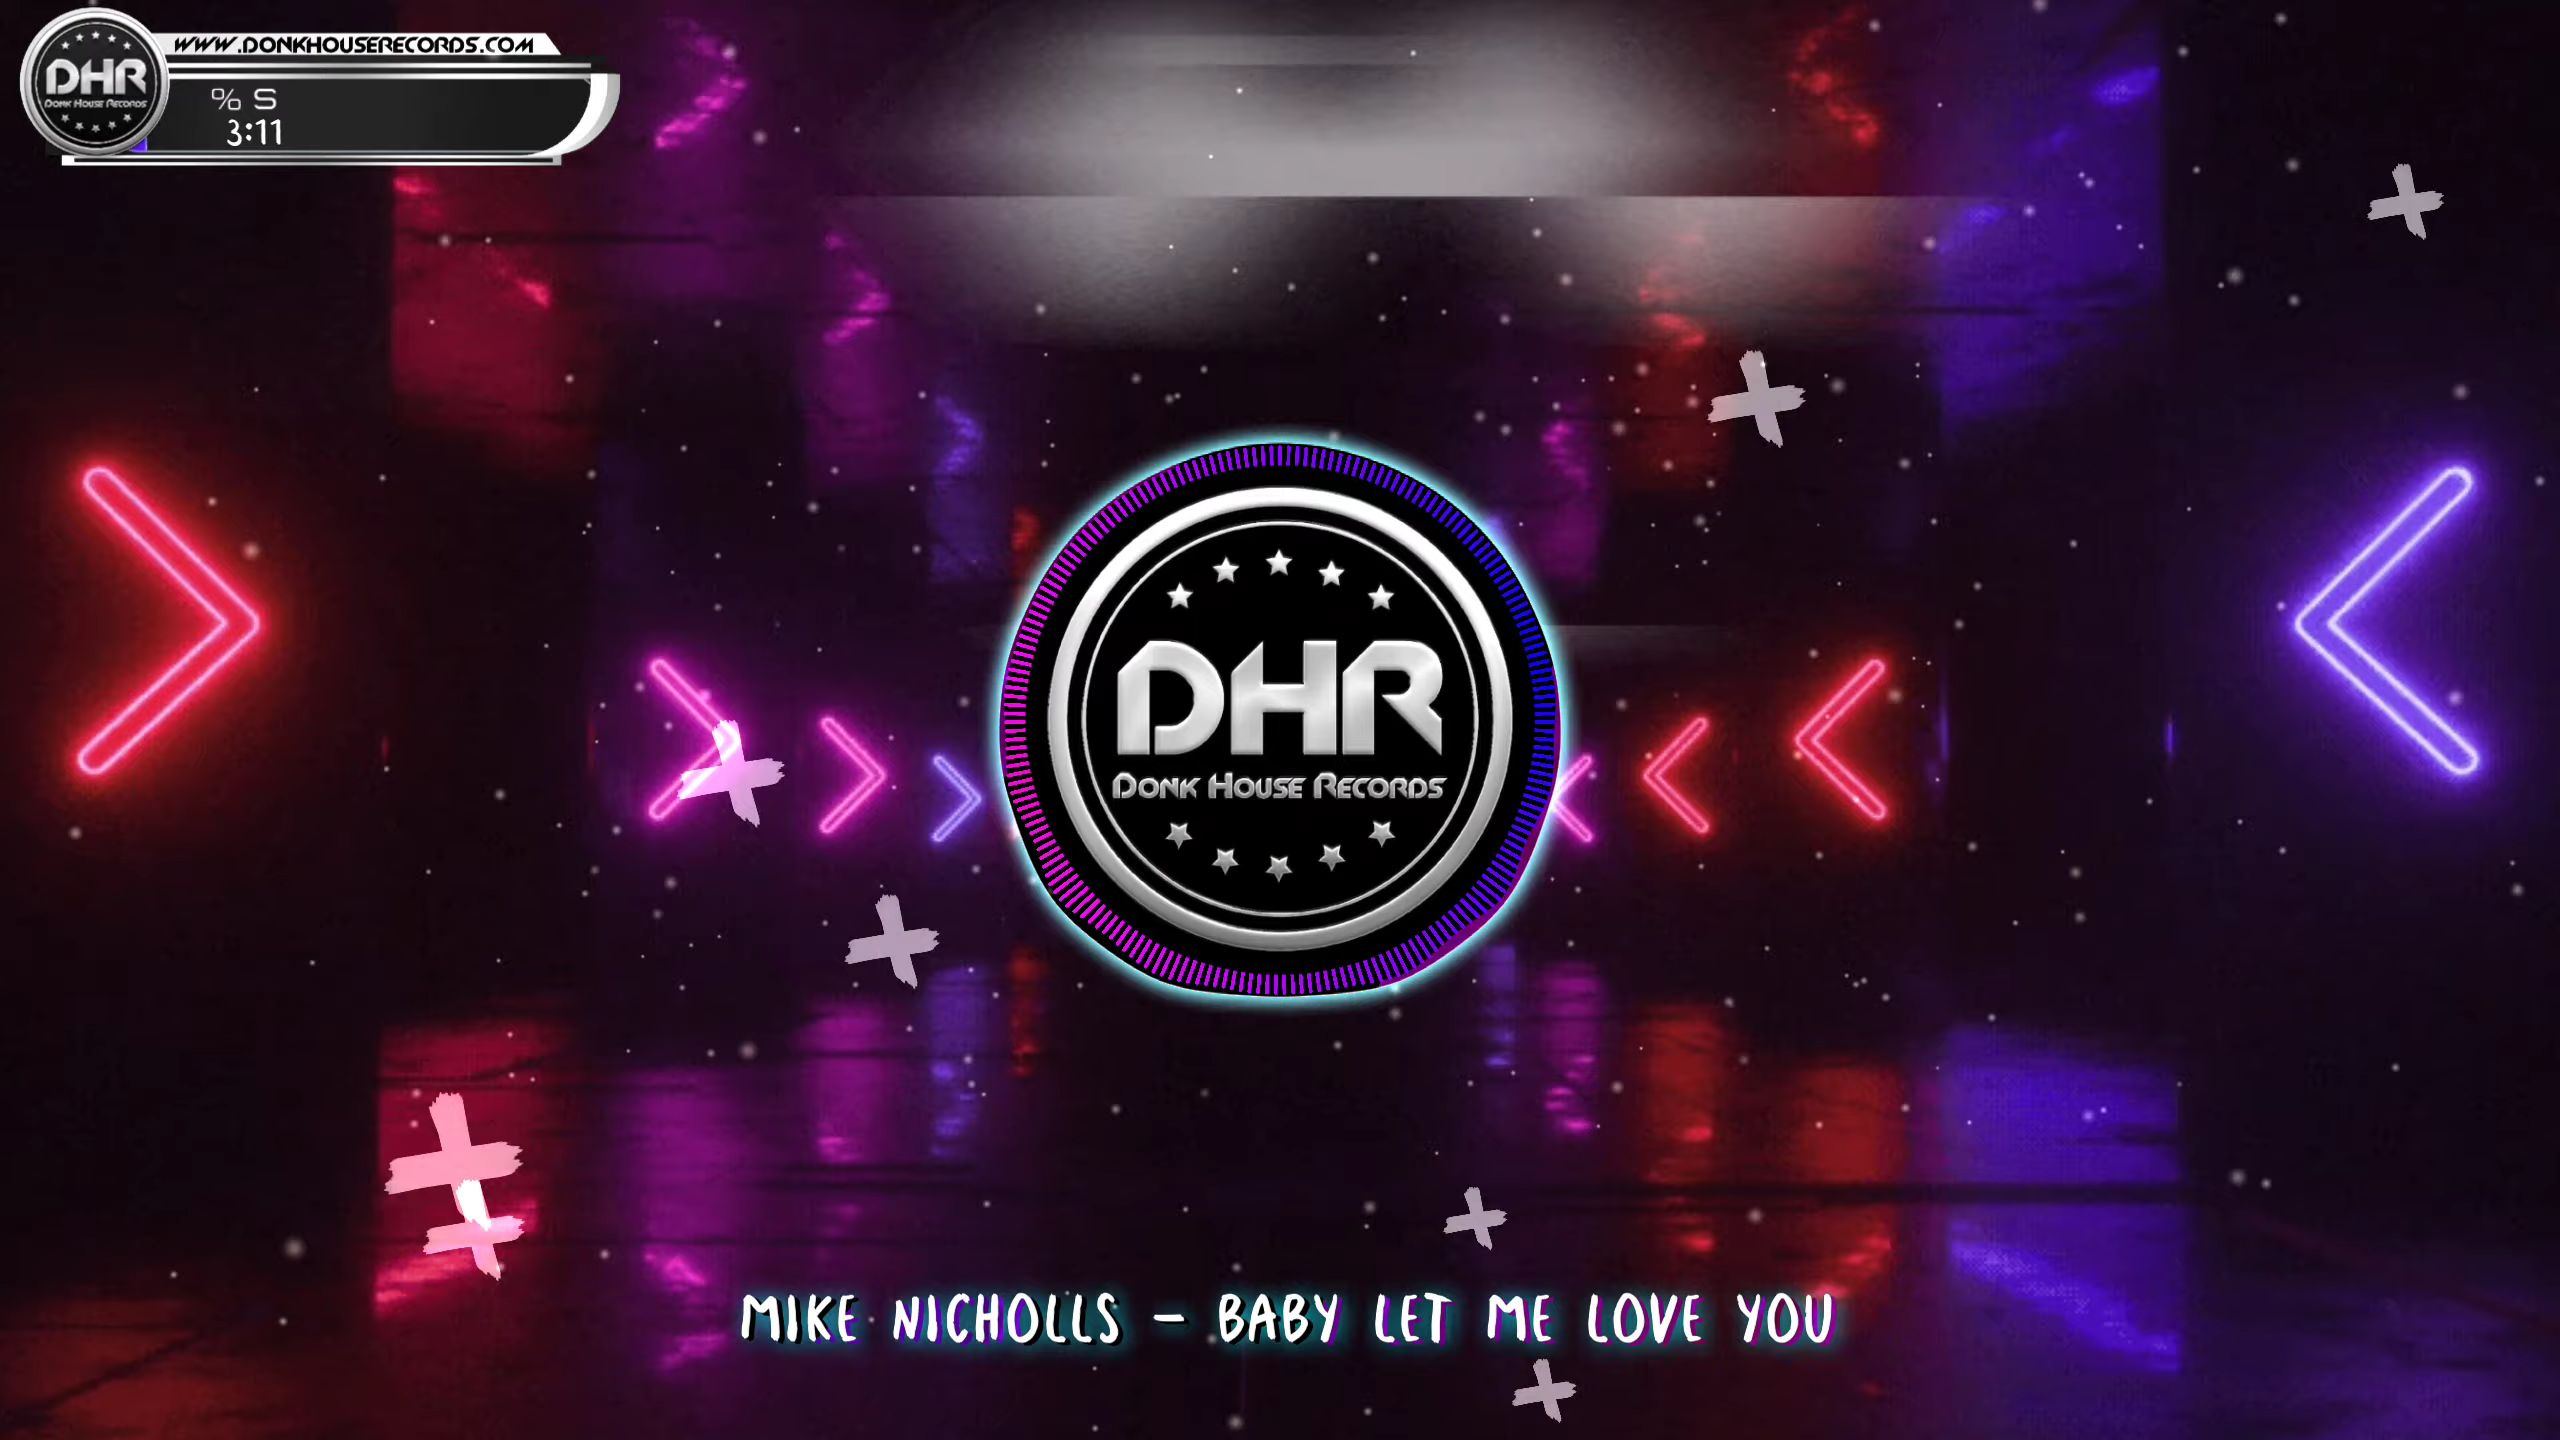 WWW.DONKHOUSERECORDS.COM
DHR
DONK HOUSE RECORDS
% S
3:11
DHR
DONK HOUSE RECORDS
MIKE NICHOLLS - BABY LET ME LOVE YOU